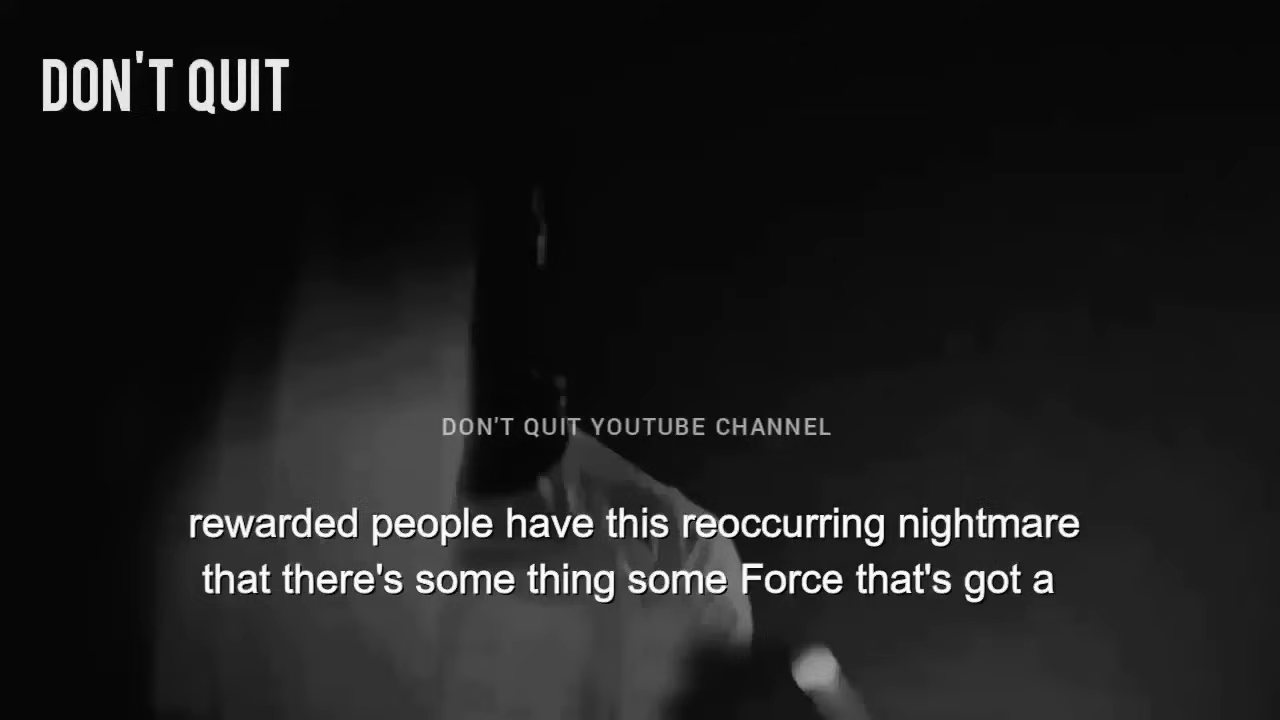 DON'T QUIT
DON'T QUIT YOUTUBE CHANNEL
rewarded people have this reoccurring nightmare
that there's some thing some Force that's got a